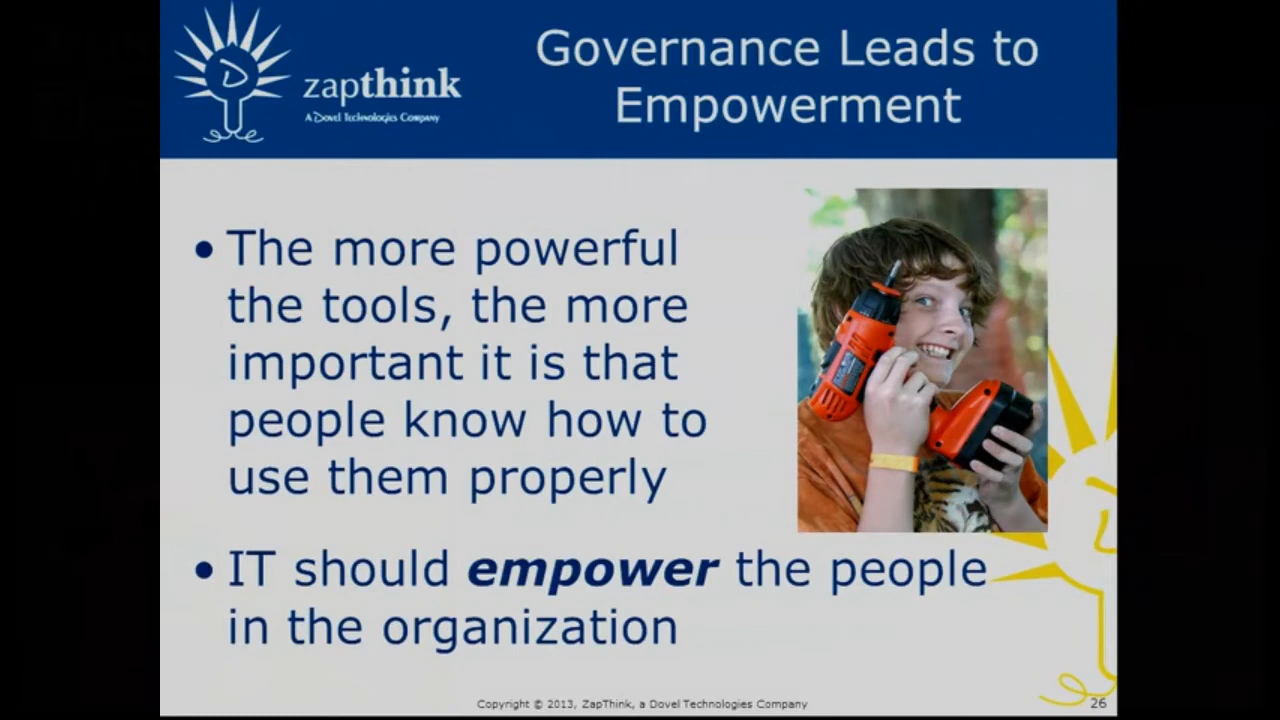 zapthink
A Dovel Technologies Company
Governance Leads to
Empowerment
• The more powerful
the tools, the more
important it is that
people know how to
use them properly
• IT should empower the people
in the organization
Copyright © 2013, ZapThink, a Dovel Technologies Company
26